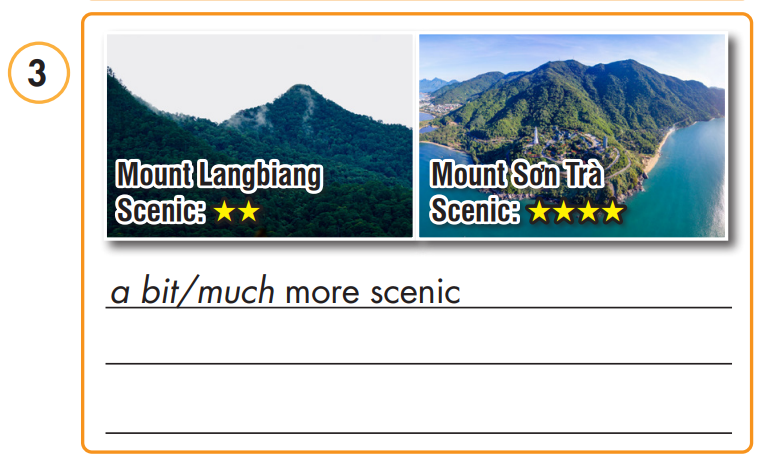 3
Mount Langbiang
Scenic: ★★
Mount Sơn Trà
Scenic: ★★★★
a bit/much more scenic